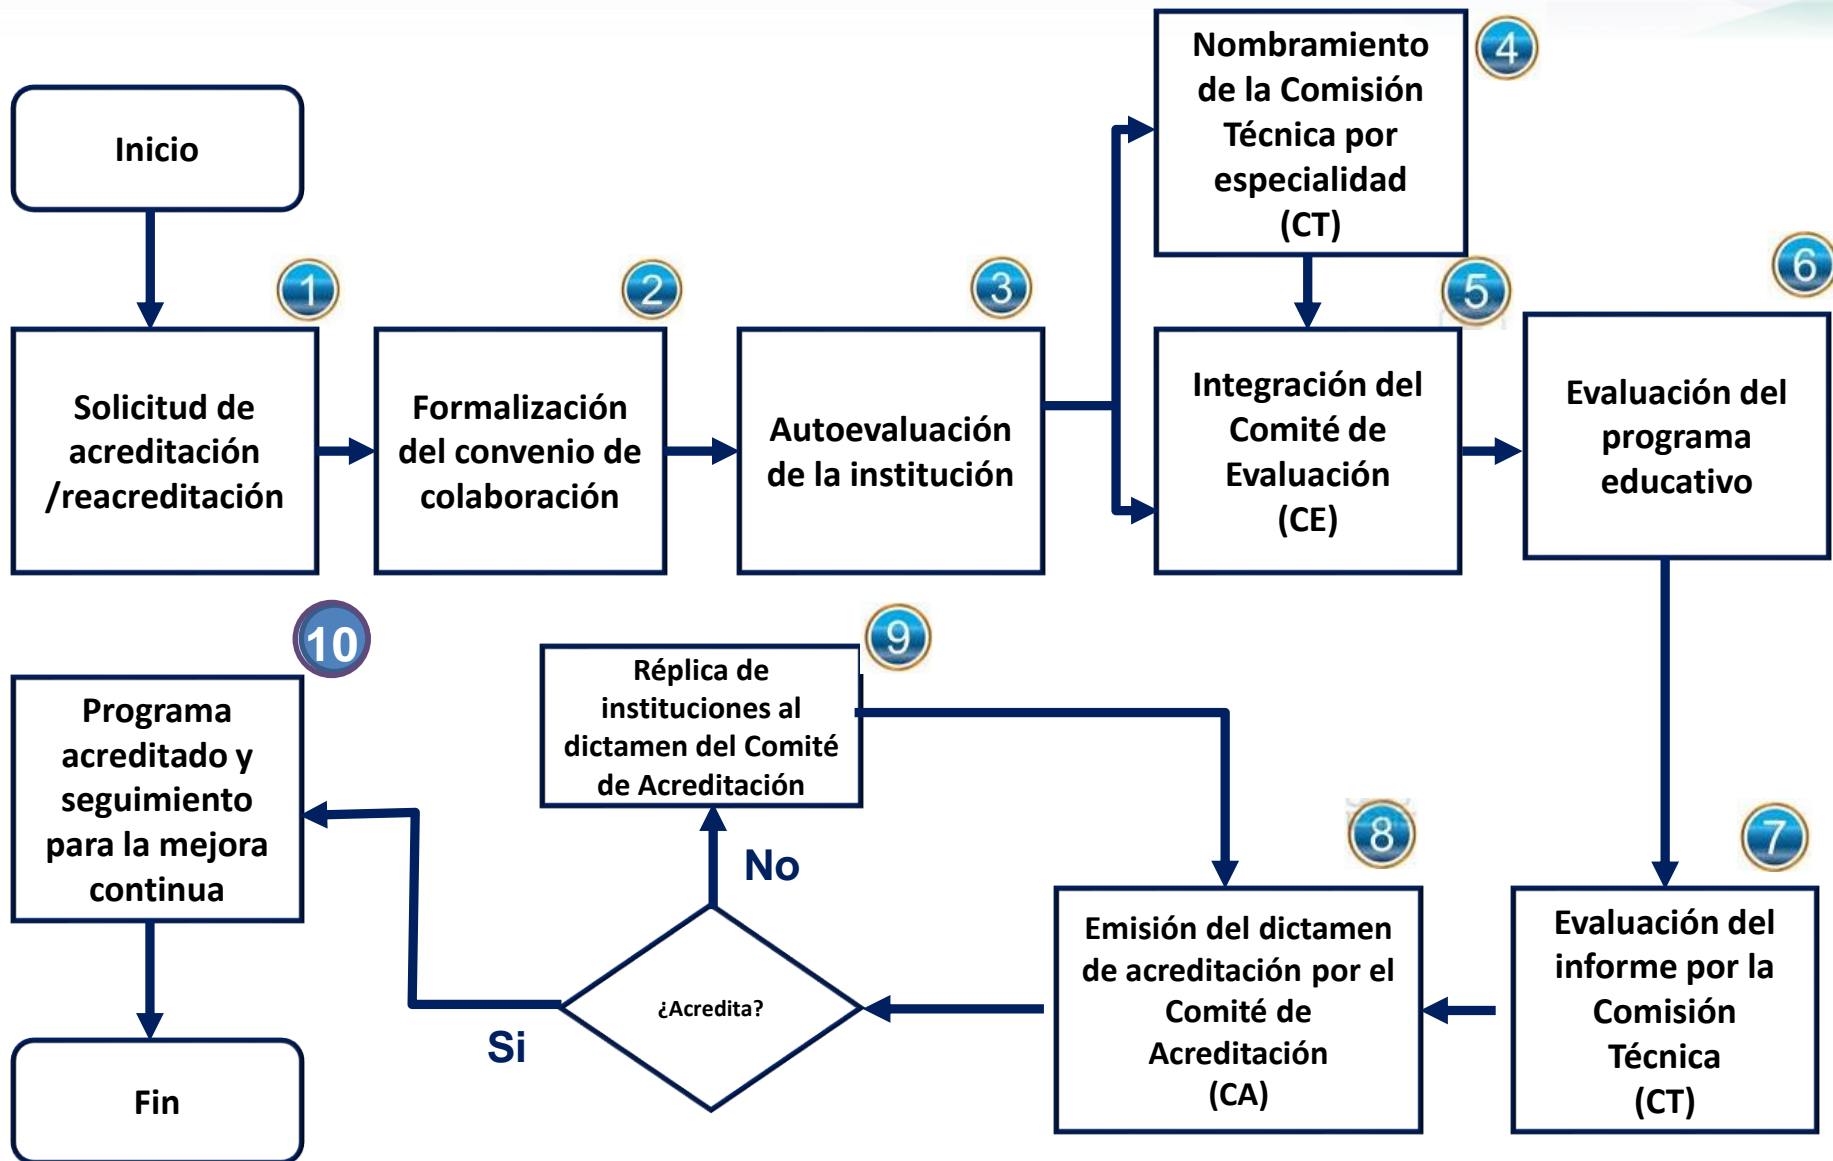 Inicio
1
Solicitud de
acreditación
/reacreditación
2
Formalización
del convenio de
colaboración
3
Autoevaluación
de la institución
4
Nombramiento
de la Comisión
Técnica por
especialidad
(CT)
5
Integración del
Comité de
Evaluación
(CE)
6
Evaluación del
programa
educativo
7
Evaluación del
informe por la
Comisión
Técnica
(CT)
8
Emisión del dictamen
de acreditación por el
Comité de
Acreditación
(CA)
¿Acredita?
No
9
Réplica de
instituciones al
dictamen del Comité
de Acreditación
Si
10
Programa
acreditado y
seguimiento
para la mejora
continua
Fin